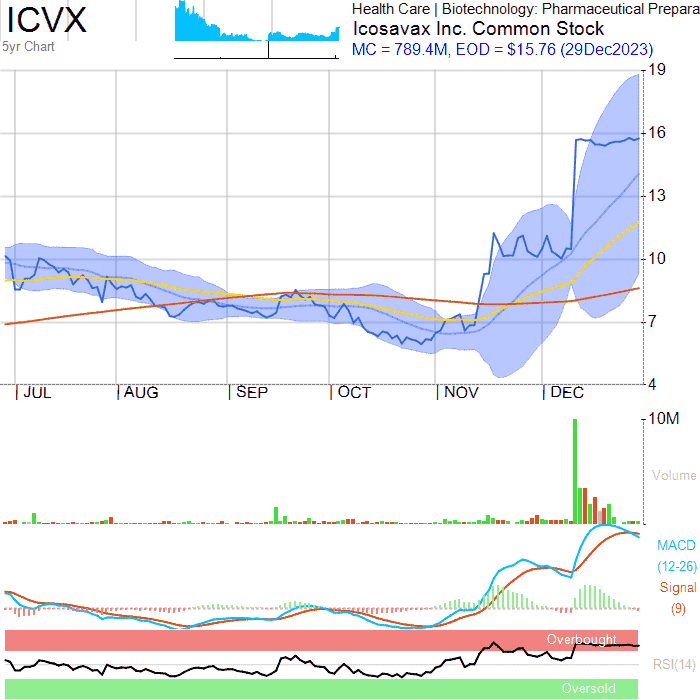 ICVX
5yr Chart
Health Care | Biotechnology: Pharmaceutical Prepara
Icosavax Inc. Common Stock
MC = 789.4M, EOD = $15.76 (29Dec2023)
19
16
13
10
7
4
JUL AUG SEP OCT NOV DEC
10M
Volume
MACD
(12-26)
Signal
(9)
Overbought
RSI(14)
Oversold